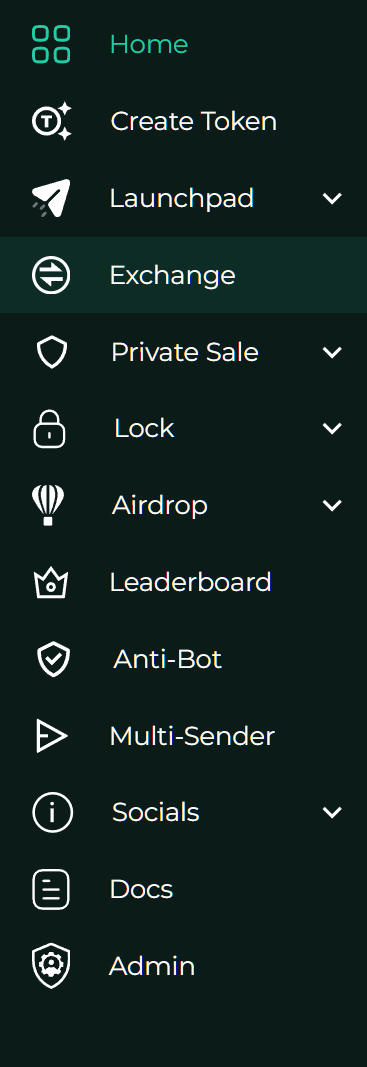 Home
Create Token
Launchpad
Exchange
Private Sale
Lock
Airdrop
Leaderboard
Anti-Bot
Multi-Sender
Socials
Docs
Admin